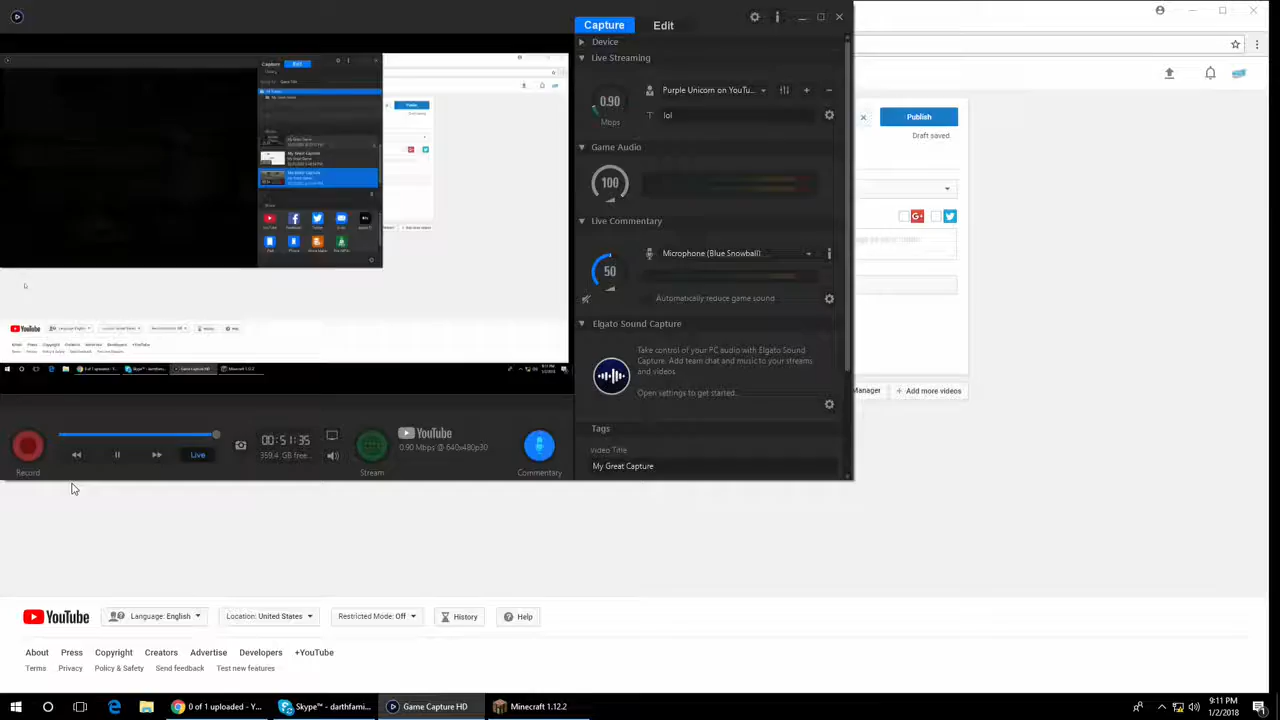 Capture Edit
Device
Live Streaming
0.90
Mbps
Purple Unicorn on YouTu...
lol
Game Audio
100
Live Commentary
Microphone (Blue Snowball)
50
Automatically reduce game sound
Elgato Sound Capture
Take control of your PC audio with Elgato Sound
Capture. Add team chat and music to your streams
and videos.
Open settings to get started...
Tags
Video Title
My Great Capture
Record
Live
00:51:35
359.4 GB free...
Stream
YouTube
0.90 Mbps @ 640x480p30
Commentary
Capture Edit
My Great Capture
YouTube
Publish
Draft saved
Manager
+ Add more videos
YouTube
Language: English
Location: United States
Restricted Mode: Off
History
Help
About Press Copyright Creators Advertise Developers +YouTube
Terms Privacy Policy & Safety Send feedback Test new features
0 of 1 uploaded - Y...
Skype™ - darthfami...
Game Capture HD
Minecraft 1.12.2
9:11 PM
1/2/2018